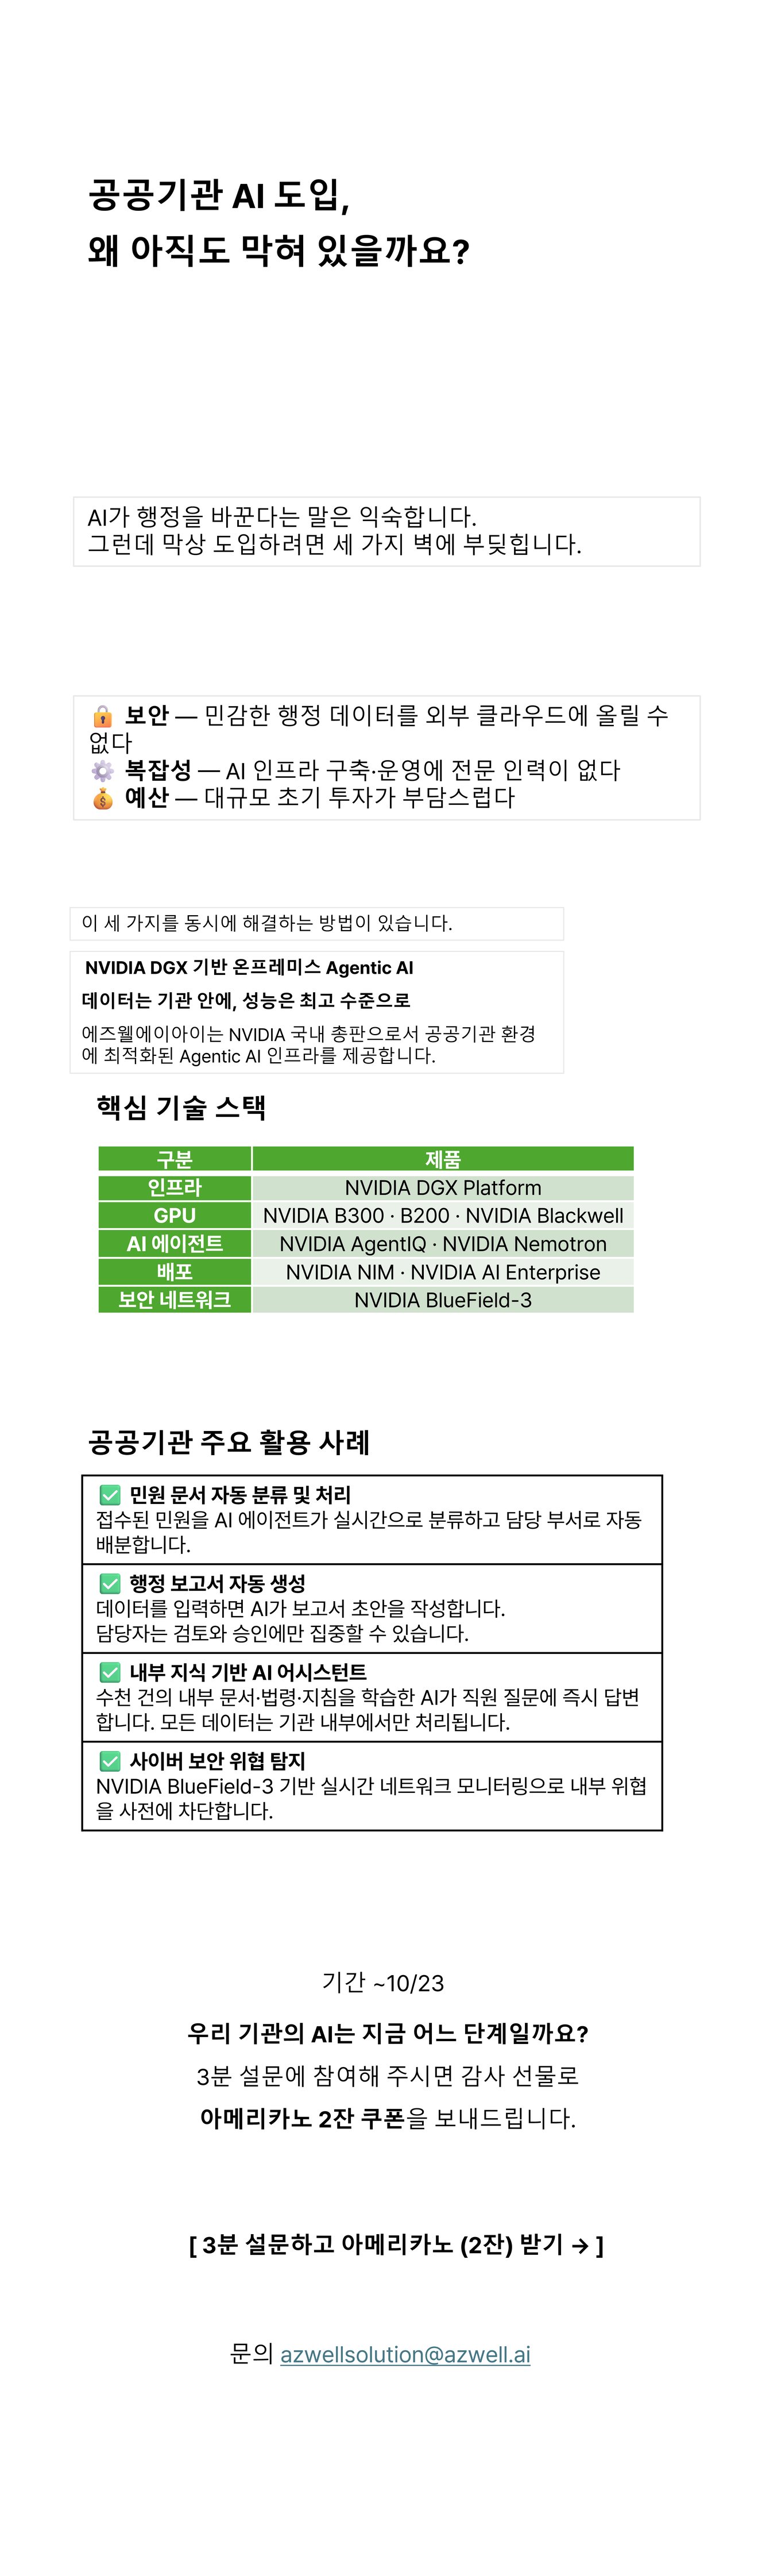 공공기관 AI 도입,
왜 아직도 막혀 있을까요?
AI가 행정을 바꾼다는 말은 익숙합니다.
그런데 막상 도입하려면 세 가지 벽에 부딪힙니다.
🔒 보안 — 민감한 행정 데이터를 외부 클라우드에 올릴 수
없다
⚙️ 복잡성 — AI 인프라 구축·운영에 전문 인력이 없다
💰 예산 — 대규모 초기 투자가 부담스럽다
이 세 가지를 동시에 해결하는 방법이 있습니다.
NVIDIA DGX 기반 온프레미스 Agentic AI
데이터는 기관 안에, 성능은 최고 수준으로
에즈웰에이아이는 NVIDIA 국내 총판으로서 공공기관 환경
에 최적화된 Agentic AI 인프라를 제공합니다.
핵심 기술 스택
구분 제품
인프라 NVIDIA DGX Platform
GPU NVIDIA B300 · B200 · NVIDIA Blackwell
AI 에이전트 NVIDIA AgentIQ · NVIDIA Nemotron
배포 NVIDIA NIM · NVIDIA AI Enterprise
보안 네트워크 NVIDIA BlueField-3
공공기관 주요 활용 사례
✅ 민원 문서 자동 분류 및 처리
접수된 민원을 AI 에이전트가 실시간으로 분류하고 담당 부서로 자동
배분합니다.
✅ 행정 보고서 자동 생성
데이터를 입력하면 AI가 보고서 초안을 작성합니다.
담당자는 검토와 승인에만 집중할 수 있습니다.
✅ 내부 지식 기반 AI 어시스턴트
수천 건의 내부 문서·법령·지침을 학습한 AI가 직원 질문에 즉시 답변
합니다. 모든 데이터는 기관 내부에서만 처리됩니다.
✅ 사이버 보안 위협 탐지
NVIDIA BlueField-3 기반 실시간 네트워크 모니터링으로 내부 위협
을 사전에 차단합니다.
기간 ~10/23
우리 기관의 AI는 지금 어느 단계일까요?
3분 설문에 참여해 주시면 감사 선물로
아메리카노 2잔 쿠폰을 보내드립니다.
[ 3분 설문하고 아메리카노 (2잔) 받기 → ]
문의 azwellsolution@azwell.ai